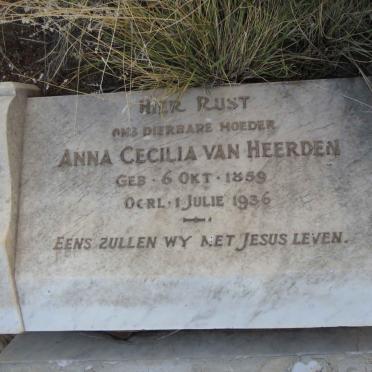 HIER RUST
ONS DIERBARE MOEDER
ANNA CECILIA VAN HEERDEN
GEB · 6 OKT · 1859
OORL · 1 JULIE 1936
EENS ZULLEN WY MET JESUS LEVEN.